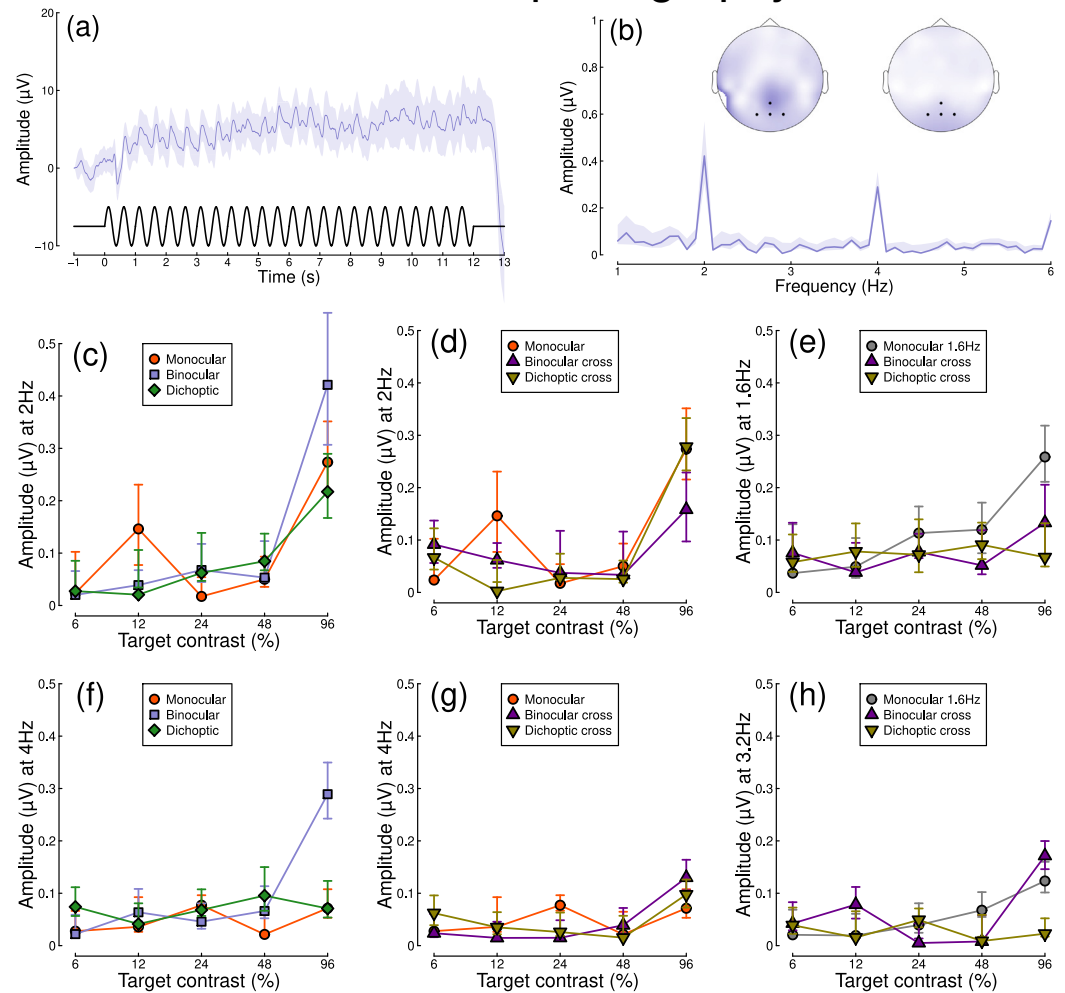 (a)
20
10
0
−10
Amplitude (µV)
−1 0 1 2 3 4 5 6 7 8 9 10 11 12 13
Time (s)
(b)
1
0.8
0.6
0.4
0.2
0
Amplitude (µV)
1 2 3 4 5 6
Frequency (Hz)
(c)
Monocular
Binocular
Dichoptic
0.5
0.4
0.3
0.2
0.1
0
Amplitude (µV) at 2Hz
6 12 24 48 96
Target contrast (%)
(d)
Monocular
Binocular cross
Dichoptic cross
0.5
0.4
0.3
0.2
0.1
0
Amplitude (µV) at 2Hz
6 12 24 48 96
Target contrast (%)
(e)
Monocular 1.6Hz
Binocular cross
Dichoptic cross
0.5
0.4
0.3
0.2
0.1
0
Amplitude (µV) at 1.6Hz
6 12 24 48 96
Target contrast (%)
(f)
Monocular
Binocular
Dichoptic
0.5
0.4
0.3
0.2
0.1
0
Amplitude (µV) at 4Hz
6 12 24 48 96
Target contrast (%)
(g)
Monocular
Binocular cross
Dichoptic cross
0.5
0.4
0.3
0.2
0.1
0
Amplitude (µV) at 4Hz
6 12 24 48 96
Target contrast (%)
(h)
Monocular 1.6Hz
Binocular cross
Dichoptic cross
0.5
0.4
0.3
0.2
0.1
0
Amplitude (µV) at 3.2Hz
6 12 24 48 96
Target contrast (%)